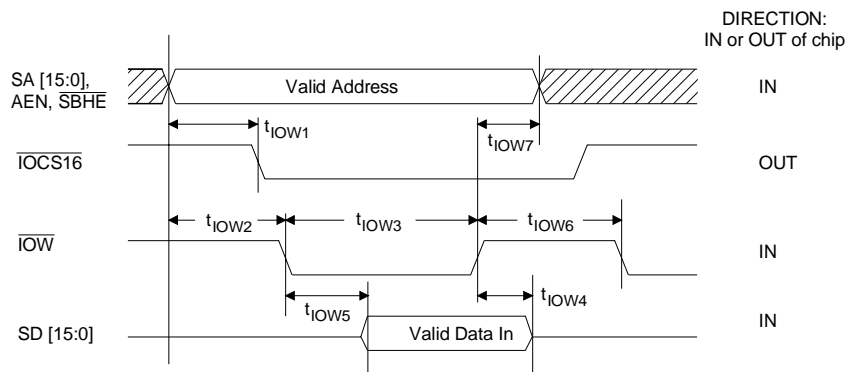 DIRECTION:
IN or OUT of chip
SA [15:0],
AEN, SBHE
Valid Address
IN
tIOW1
tIOW7
IOCS16
OUT
tIOW2
tIOW3
tIOW6
IOW
IN
tIOW5
tIOW4
SD [15:0]
Valid Data In
IN